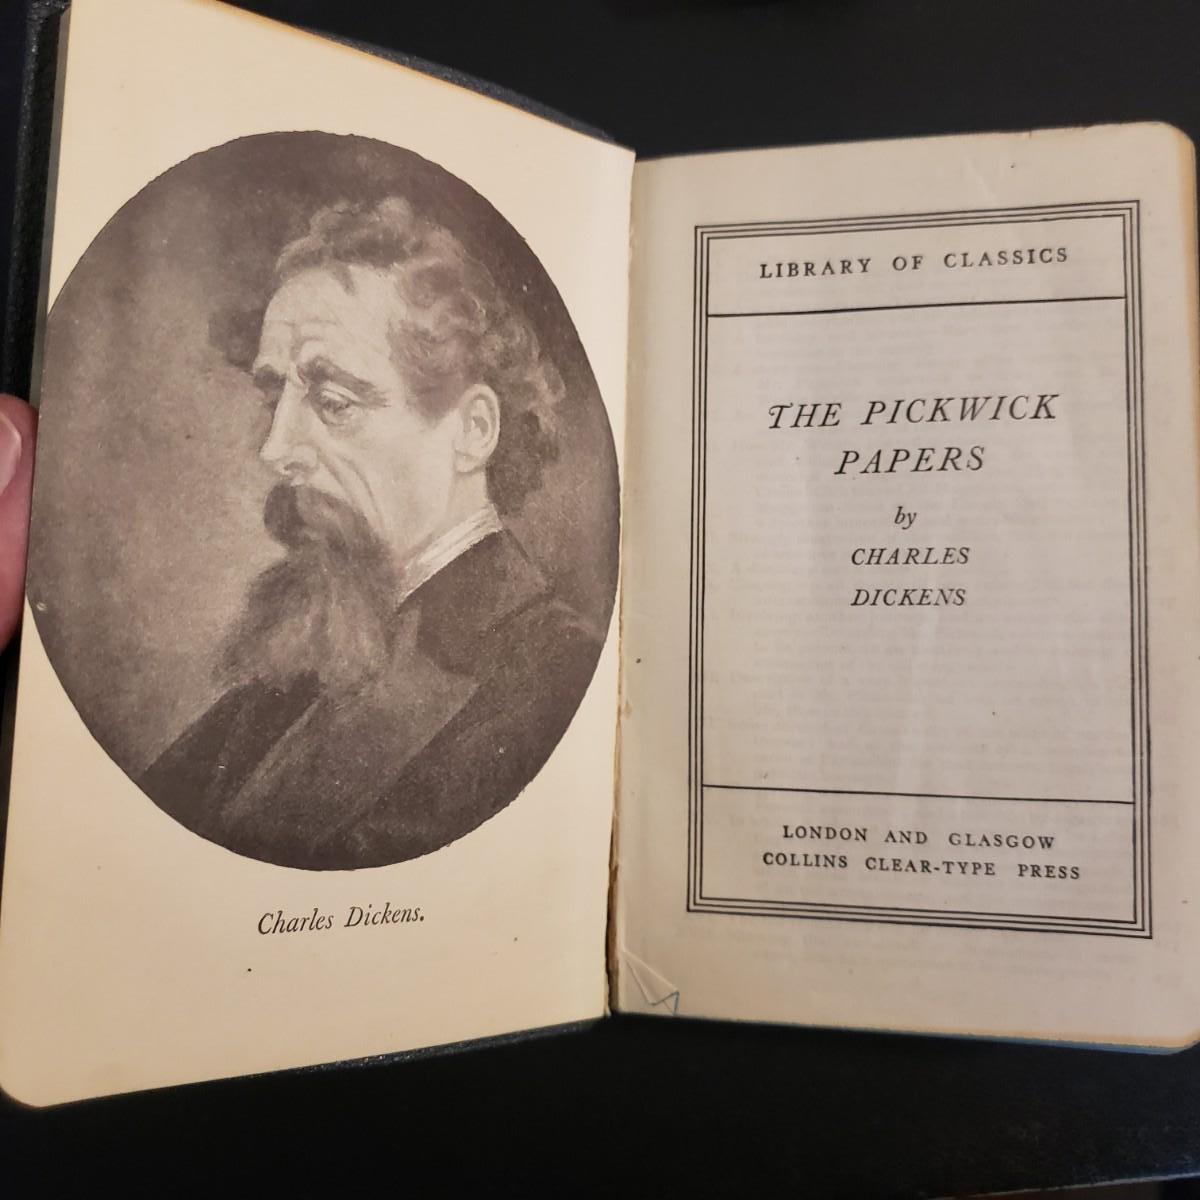 Charles Dickens.
LIBRARY OF CLASSICS
THE PICKWICK
PAPERS
by
CHARLES
DICKENS
LONDON AND GLASGOW
COLLINS CLEAR-TYPE PRESS